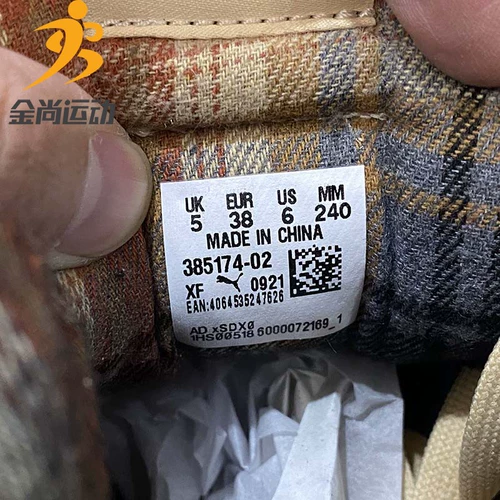 金尚运动
UK EUR US MM
5 38 6 240
MADE IN CHINA
385174-02
XF 0921
EAN:4064535247626
AD xSDX0
1HS00518 6000072169_1